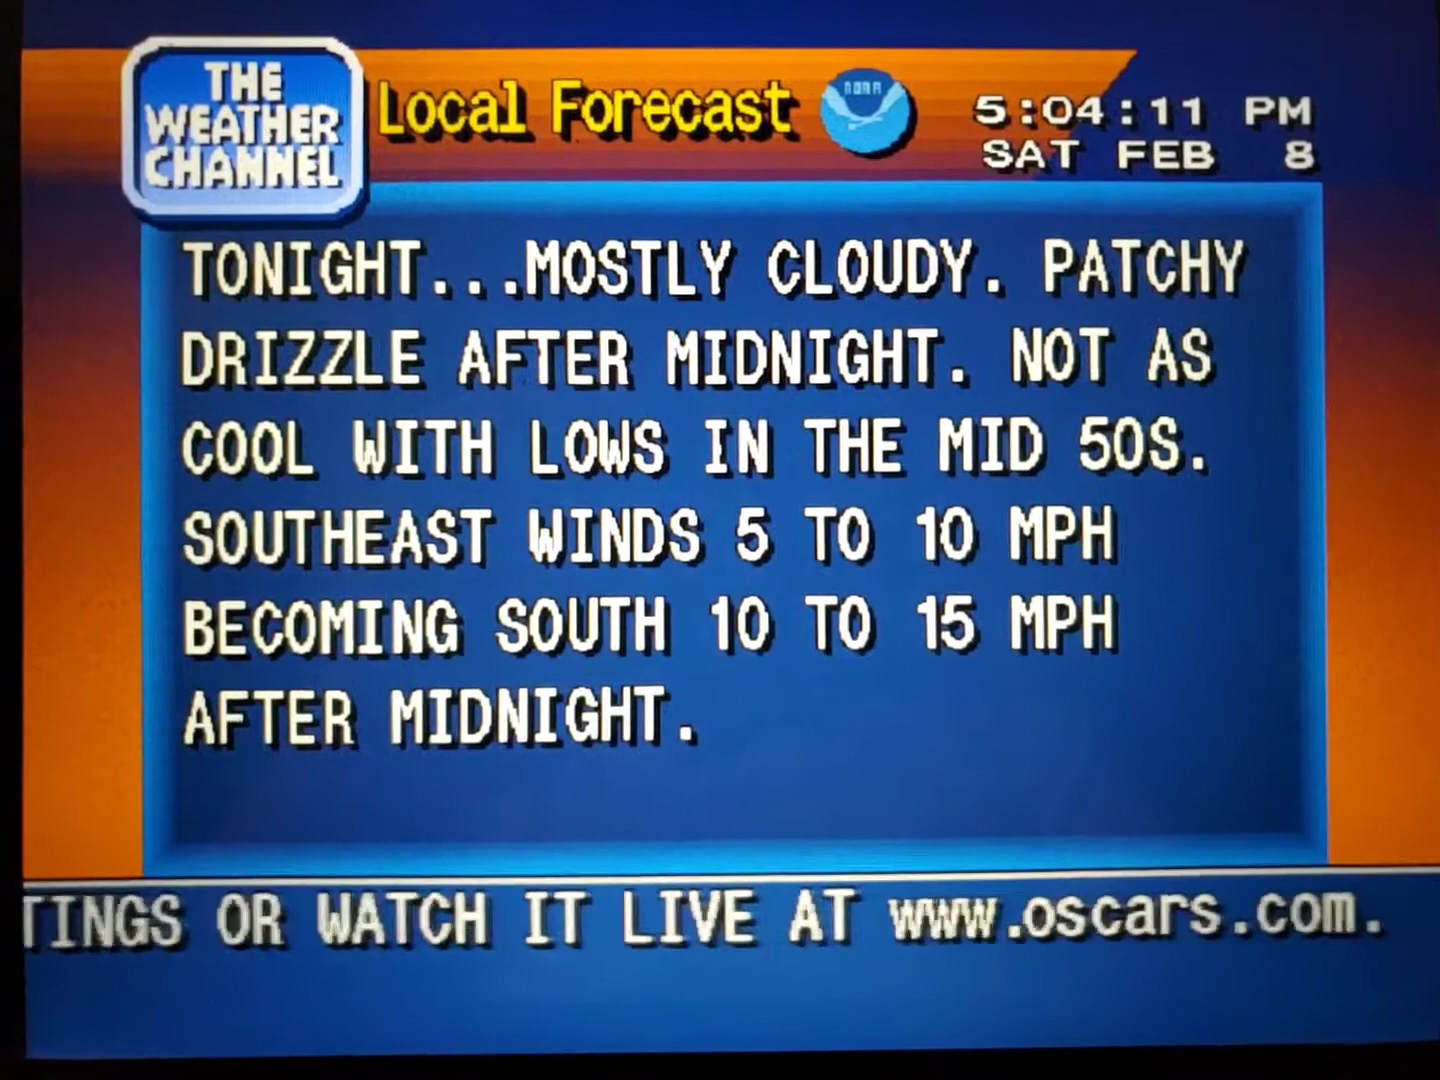 THE
WEATHER
CHANNEL
Local Forecast
NOAA
5:04:11 PM
SAT FEB 8
TONIGHT...MOSTLY CLOUDY. PATCHY
DRIZZLE AFTER MIDNIGHT. NOT AS
COOL WITH LOWS IN THE MID 50S.
SOUTHEAST WINDS 5 TO 10 MPH
BECOMING SOUTH 10 TO 15 MPH
AFTER MIDNIGHT.
TINGS OR WATCH IT LIVE AT www.oscars.com.